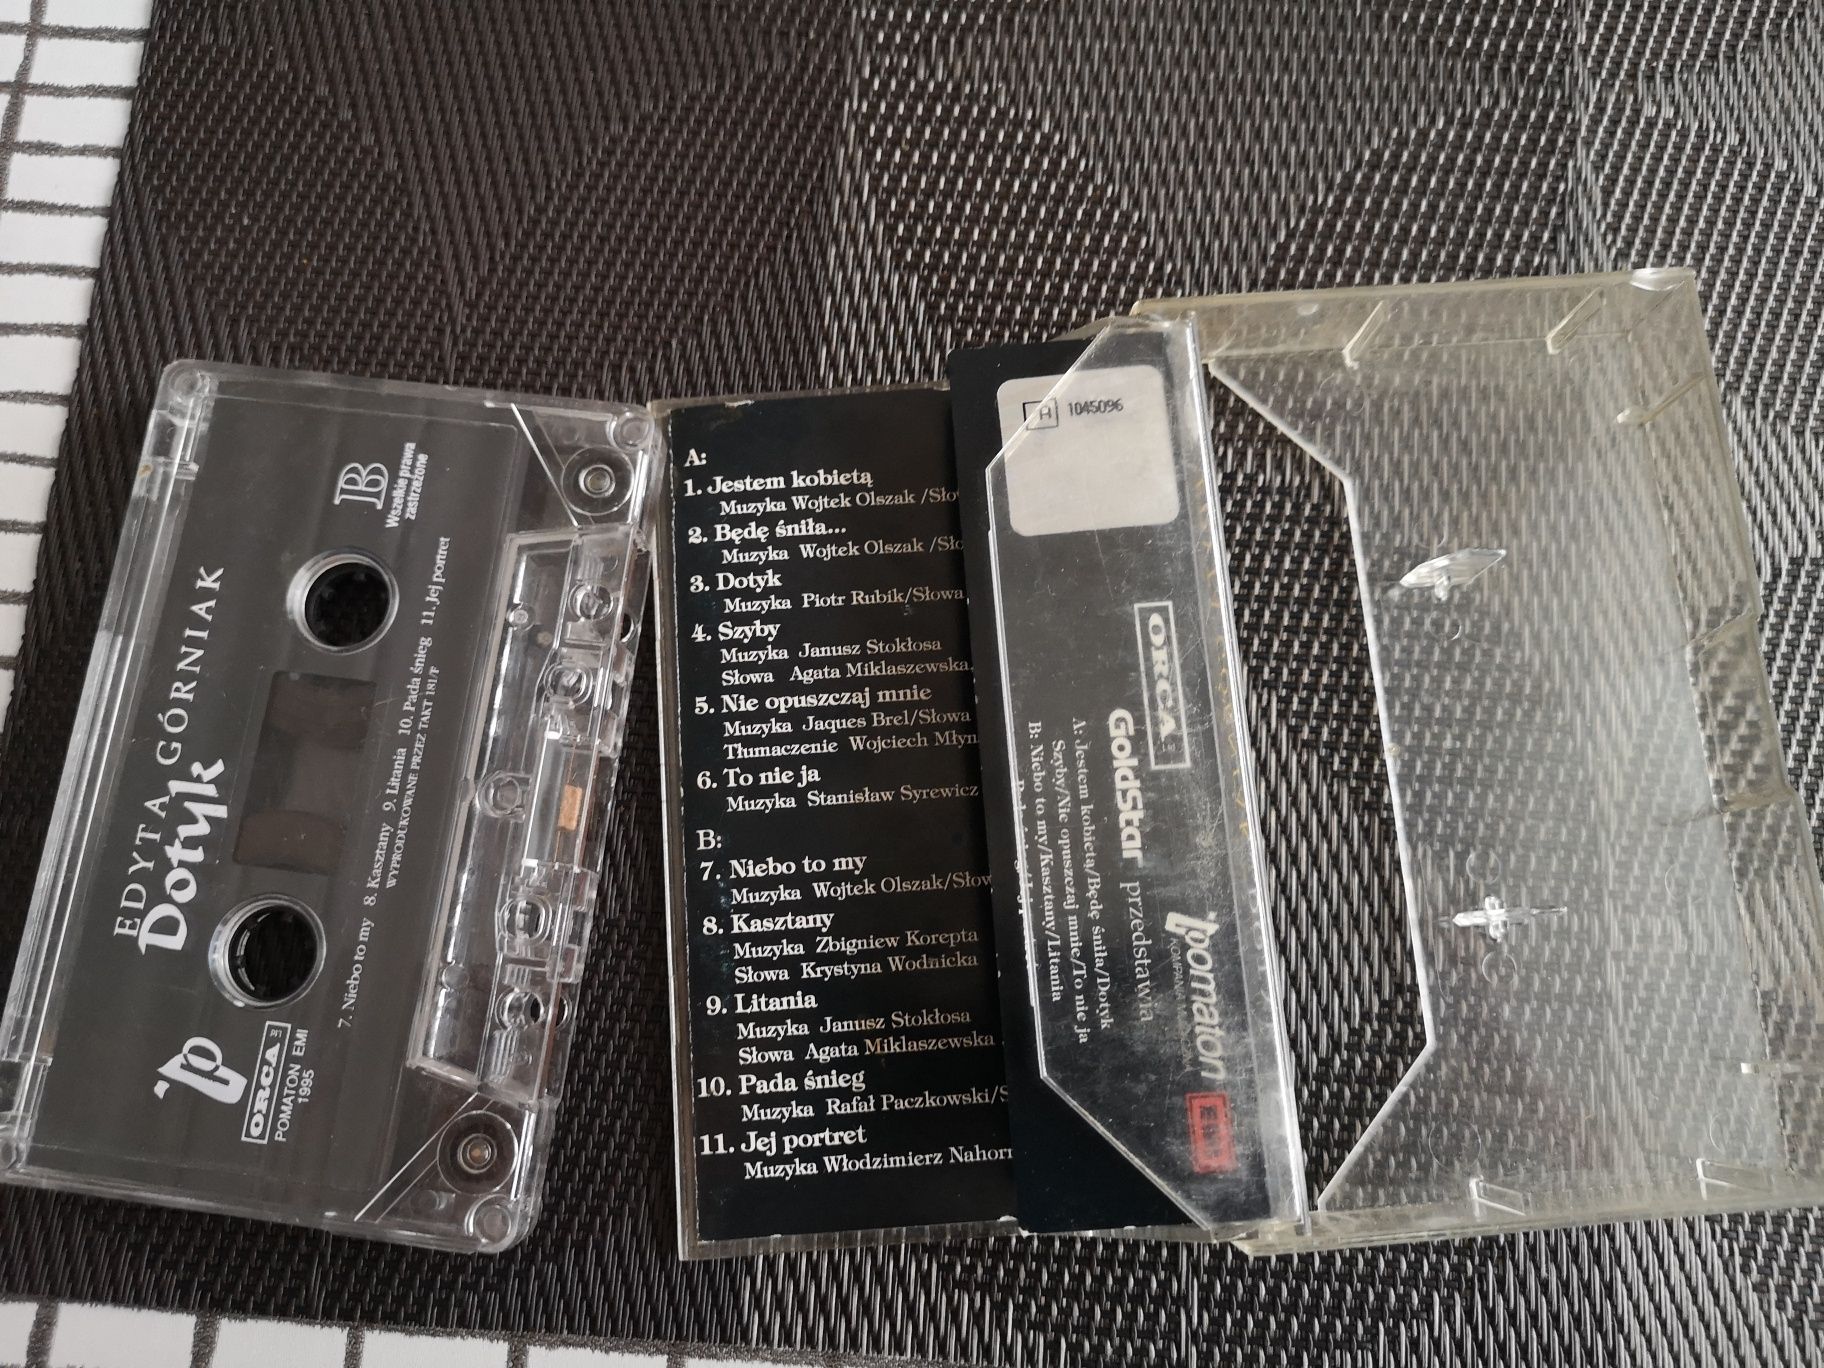 EDYTA GÓRNIAK
Dotyk
B
Wszelkie prawa
zastrzeżone
7. Niebo to my 8. Kasztany 9. Litania 10. Pada śnieg 11. Jej portret
WYPRODUKOWANE PRZEZ TAKT 181/F
ORCA
POMATON EMI
1995
A:
1. Jestem kobietą
Muzyka Wojtek Olszak /Sło
2. Będę śniła...
Muzyka Wojtek Olszak /Sło
3. Dotyk
Muzyka Piotr Rubik/Słowa
4. Szyby
Muzyka Janusz Stokłosa
Słowa Agata Miklaszewska
5. Nie opuszczaj mnie
Muzyka Jaques Brel/Słowa
Tłumaczenie Wojciech Młyn
6. To nie ja
Muzyka Stanisław Syrewicz
B:
7. Niebo to my
Muzyka Wojtek Olszak/Słow
8. Kasztany
Muzyka Zbigniew Korepta
Słowa Krystyna Wodnicka
9. Litania
Muzyka Janusz Stokłosa
Słowa Agata Miklaszewska
10. Pada śnieg
Muzyka Rafał Paczkowski/S
11. Jej portret
Muzyka Włodzimierz Nahorn
A 1045096
ORCA
GoldStar przedstawia
A: Jestem kobietą/Będę śniła/Dotyk
Szyby/Nie opuszczaj mnie/To nie ja
B: Niebo to my/Kasztany/Litania
pomaton
KOMPANIA MUZYCZNA
EMI